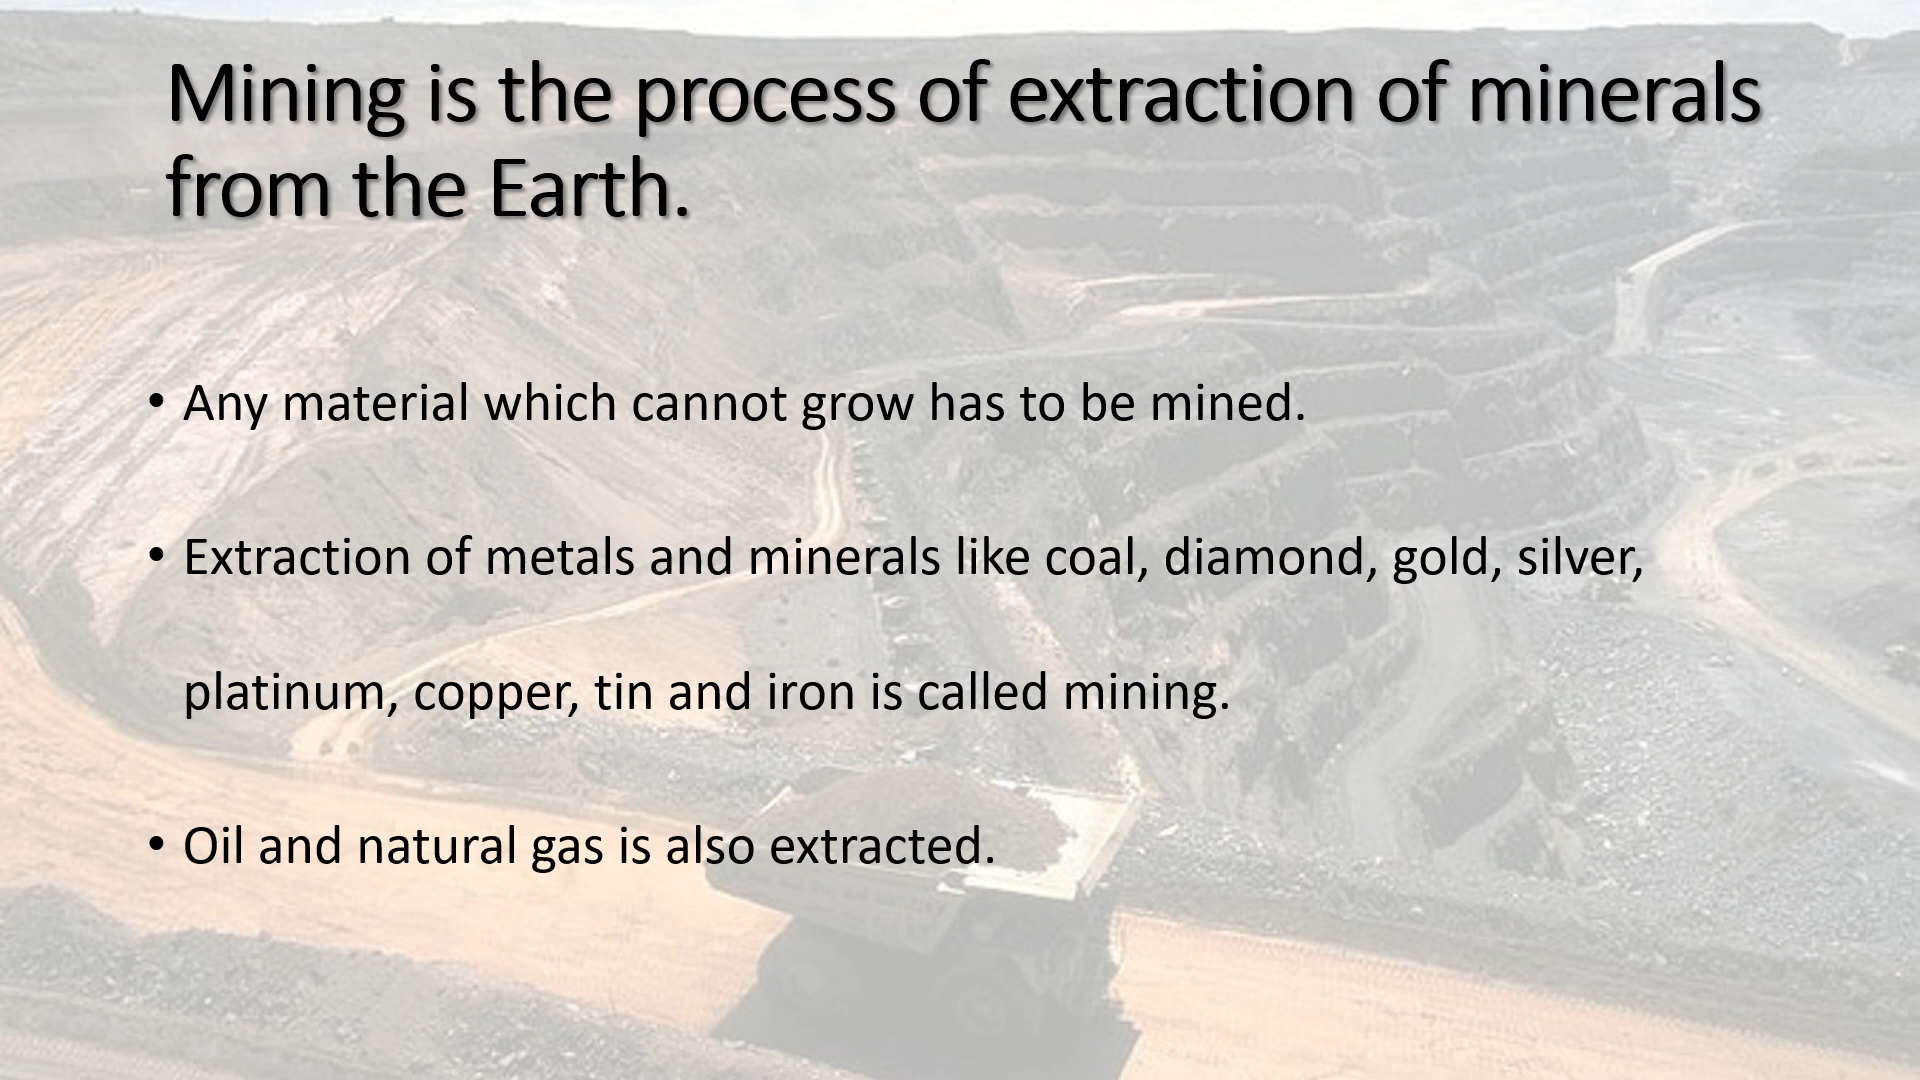 Mining is the process of extraction of minerals
from the Earth.
• Any material which cannot grow has to be mined.
• Extraction of metals and minerals like coal, diamond, gold, silver,
platinum, copper, tin and iron is called mining.
• Oil and natural gas is also extracted.